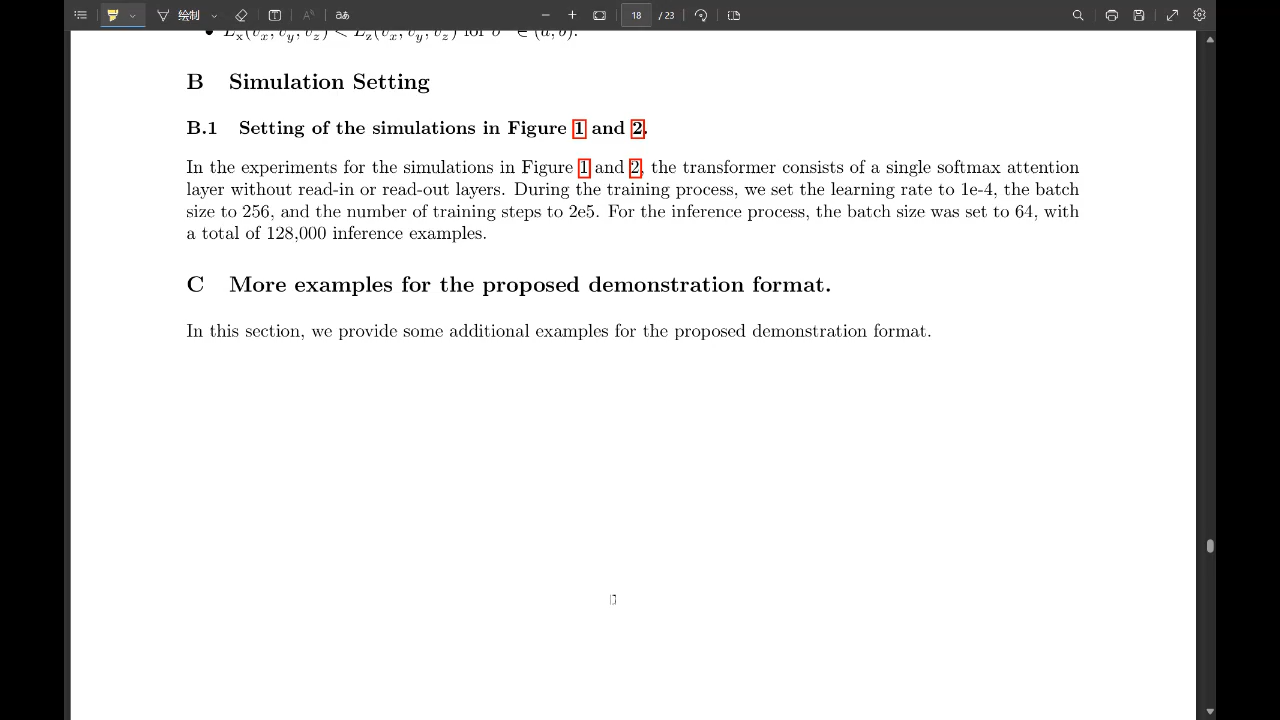 绘制
aあ
18 / 23
B Simulation Setting
B.1 Setting of the simulations in Figure 1 and 2.
In the experiments for the simulations in Figure 1 and 2, the transformer consists of a single softmax attention
layer without read-in or read-out layers. During the training process, we set the learning rate to 1e-4, the batch
size to 256, and the number of training steps to 2e5. For the inference process, the batch size was set to 64, with
a total of 128,000 inference examples.
C More examples for the proposed demonstration format.
In this section, we provide some additional examples for the proposed demonstration format.